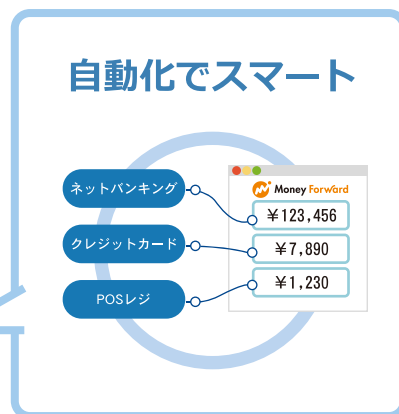 自動化でスマート
ネットバンキング
クレジットカード
POSレジ
Money Forward
￥123,456
￥7,890
￥1,230